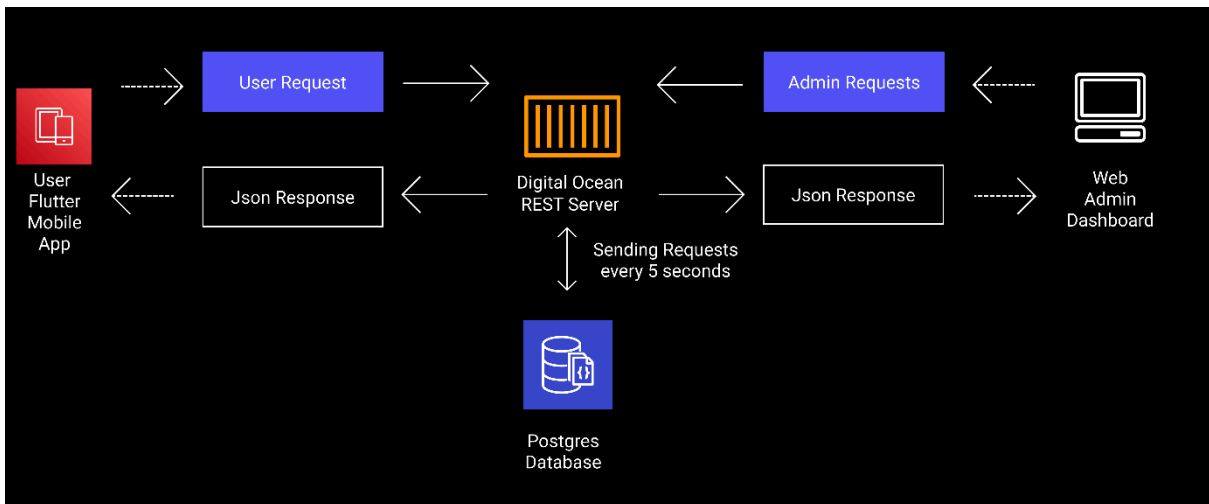 User Request
Admin Requests
User
Flutter
Mobile
App
Json Response
Digital Ocean
REST Server
Json Response
Web
Admin
Dashboard
Sending Requests
every 5 seconds
Postgres
Database